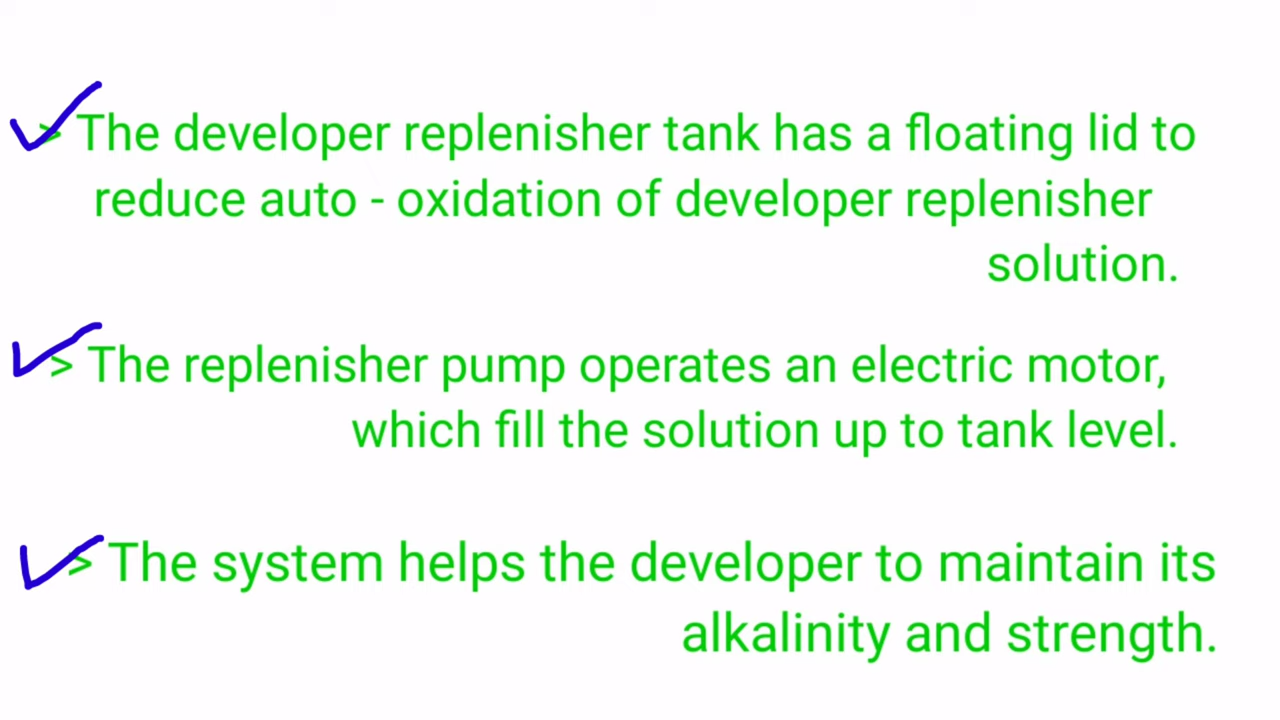 > The developer replenisher tank has a floating lid to
reduce auto - oxidation of developer replenisher
solution.
> The replenisher pump operates an electric motor,
which fill the solution up to tank level.
> The system helps the developer to maintain its
alkalinity and strength.